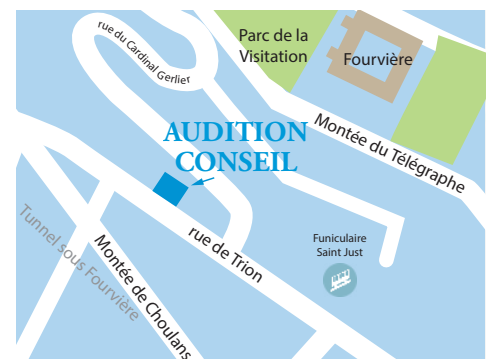 rue du Cardinal Gerlier
Parc de la
Visitation
Fourvière
Montée du Télégraphe
AUDITION
CONSEIL
rue de Trion
Funiculaire
Saint Just
Tunnel sous Fourvière
Montée de Choulans